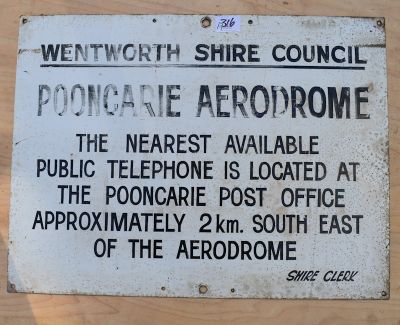 316
WENTWORTH SHIRE COUNCIL
POONCARIE AERODROME
THE NEAREST AVAILABLE
PUBLIC TELEPHONE IS LOCATED AT
THE POONCARIE POST OFFICE
APPROXIMATELY 2km. SOUTH EAST
OF THE AERODROME
SHIRE CLERK